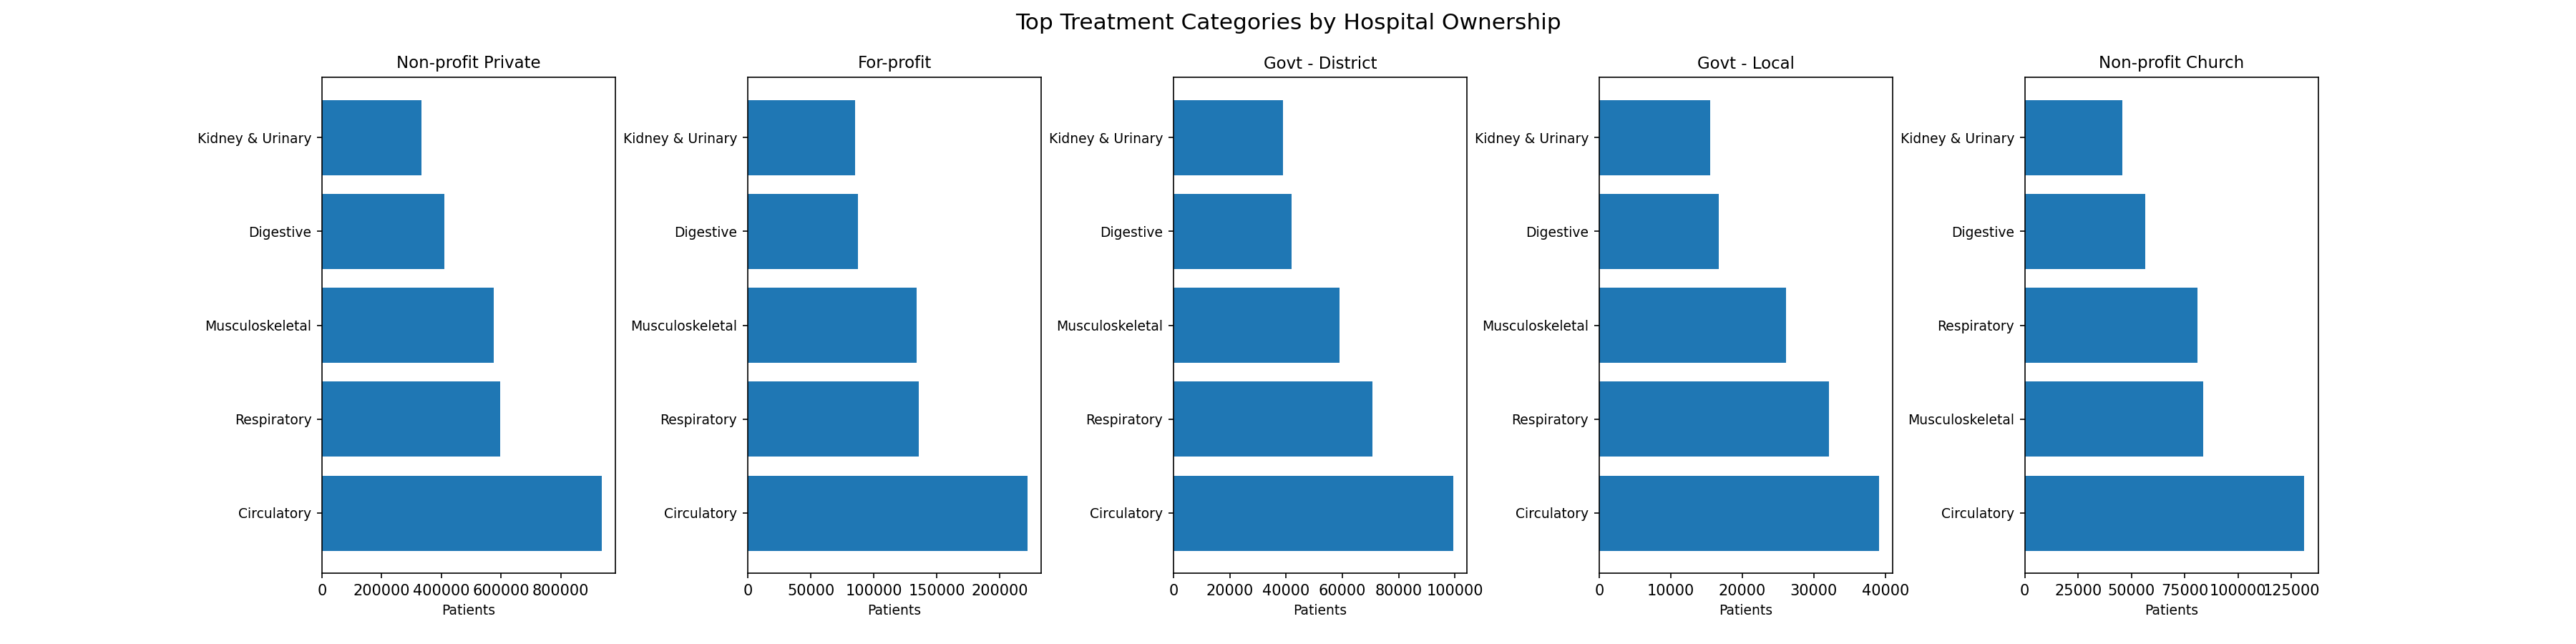 Top Treatment Categories by Hospital Ownership
Non-profit Private
Kidney & Urinary
Digestive
Musculoskeletal
Respiratory
Circulatory
0 200000 400000 600000 800000
Patients
For-profit
Kidney & Urinary
Digestive
Musculoskeletal
Respiratory
Circulatory
0 50000 100000 150000 200000
Patients
Govt - District
Kidney & Urinary
Digestive
Musculoskeletal
Respiratory
Circulatory
0 20000 40000 60000 80000 100000
Patients
Govt - Local
Kidney & Urinary
Digestive
Musculoskeletal
Respiratory
Circulatory
0 10000 20000 30000 40000
Patients
Non-profit Church
Kidney & Urinary
Digestive
Respiratory
Musculoskeletal
Circulatory
0 25000 50000 75000 100000 125000
Patients